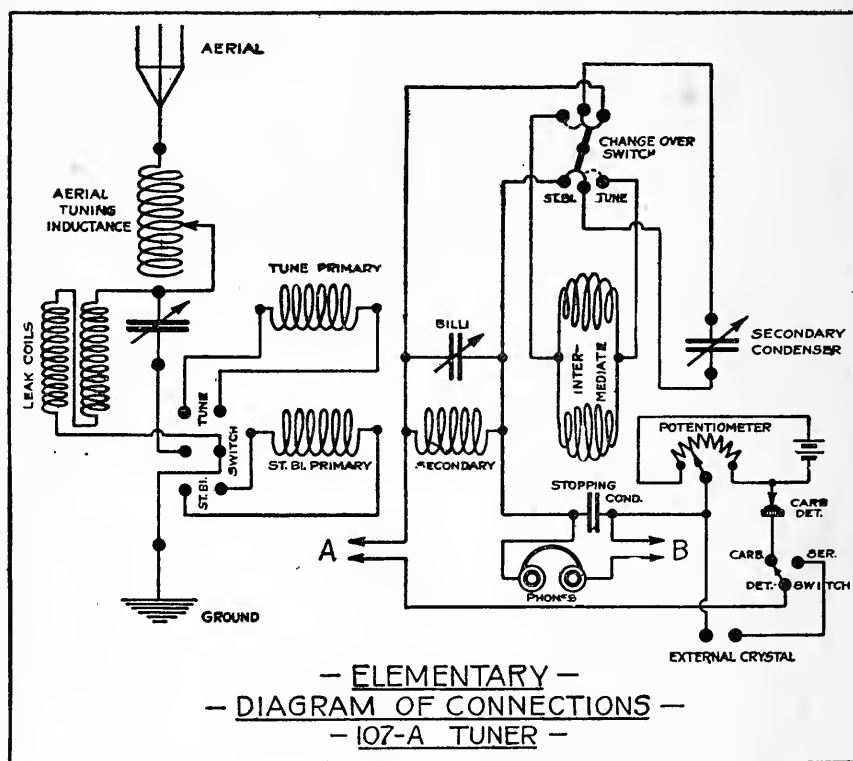 AERIAL
AERIAL
TUNING
INDUCTANCE
LEAK COILS
TUNE PRIMARY
TUNE
SWITCH
ST. BI.
ST. BI. PRIMARY
GROUND
CHANGE OVER
SWITCH
ST. BI.
TUNE
BILLI
SECONDARY
INTER-
MEDIATE
SECONDARY
CONDENSER
POTENTIOMETER
STOPPING
COND.
CARB
DET.
A
B
PHONES
CARB.
SER.
DET. SWITCH
EXTERNAL CRYSTAL
- ELEMENTARY -
- DIAGRAM OF CONNECTIONS -
- 107-A TUNER -